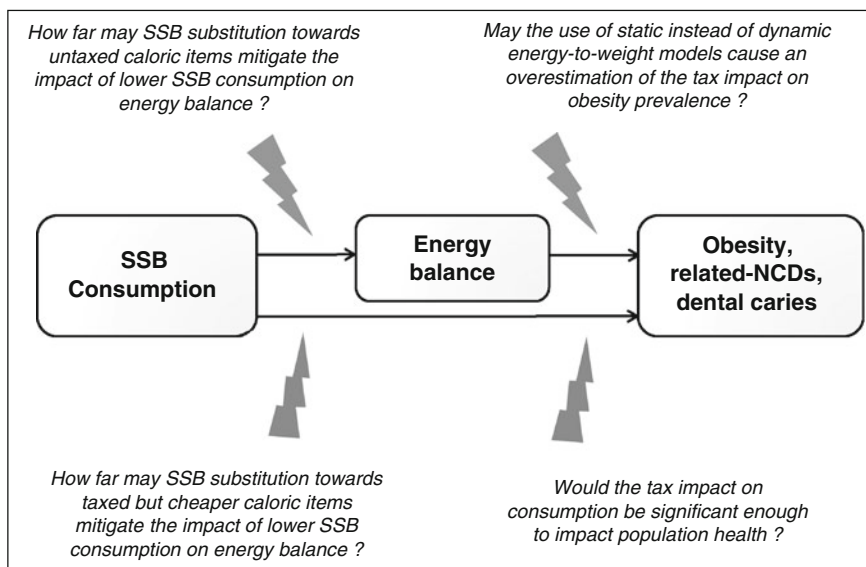 How far may SSB substitution towards
untaxed caloric items mitigate the
impact of lower SSB consumption on
energy balance ?
May the use of static instead of dynamic
energy-to-weight models cause an
overestimation of the tax impact on
obesity prevalence ?
SSB
Consumption
Energy
balance
Obesity,
related-NCDs,
dental caries
How far may SSB substitution towards
taxed but cheaper caloric items
mitigate the impact of lower SSB
consumption on energy balance ?
Would the tax impact on
consumption be significant enough
to impact population health ?